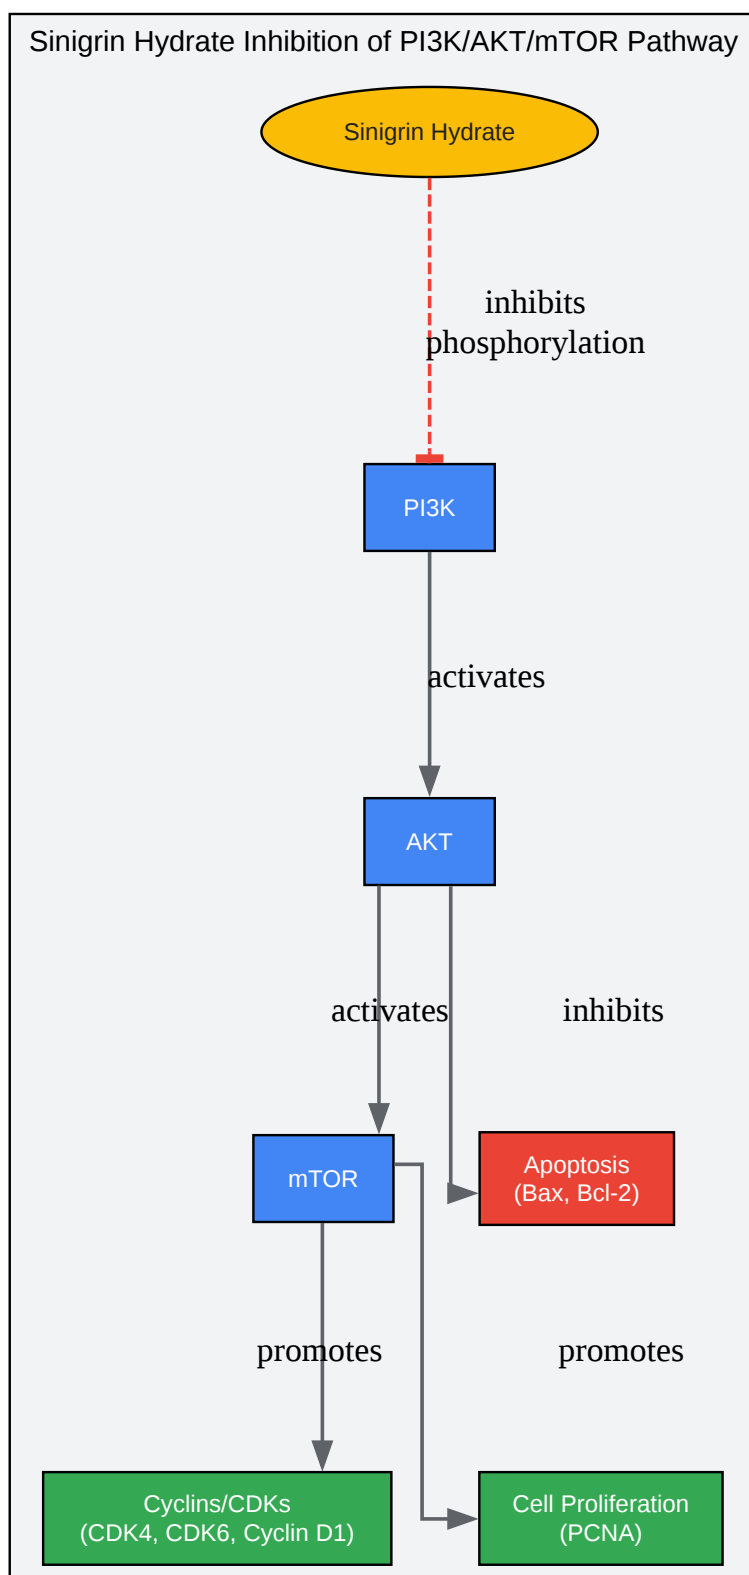 Sinigrin Hydrate Inhibition of PI3K/AKT/mTOR Pathway
Sinigrin Hydrate
inhibits
phosphorylation
PI3K
activates
AKT
activates
inhibits
mTOR
Apoptosis
(Bax, Bcl-2)
promotes
promotes
Cyclins/CDKs
(CDK4, CDK6, Cyclin D1)
Cell Proliferation
(PCNA)